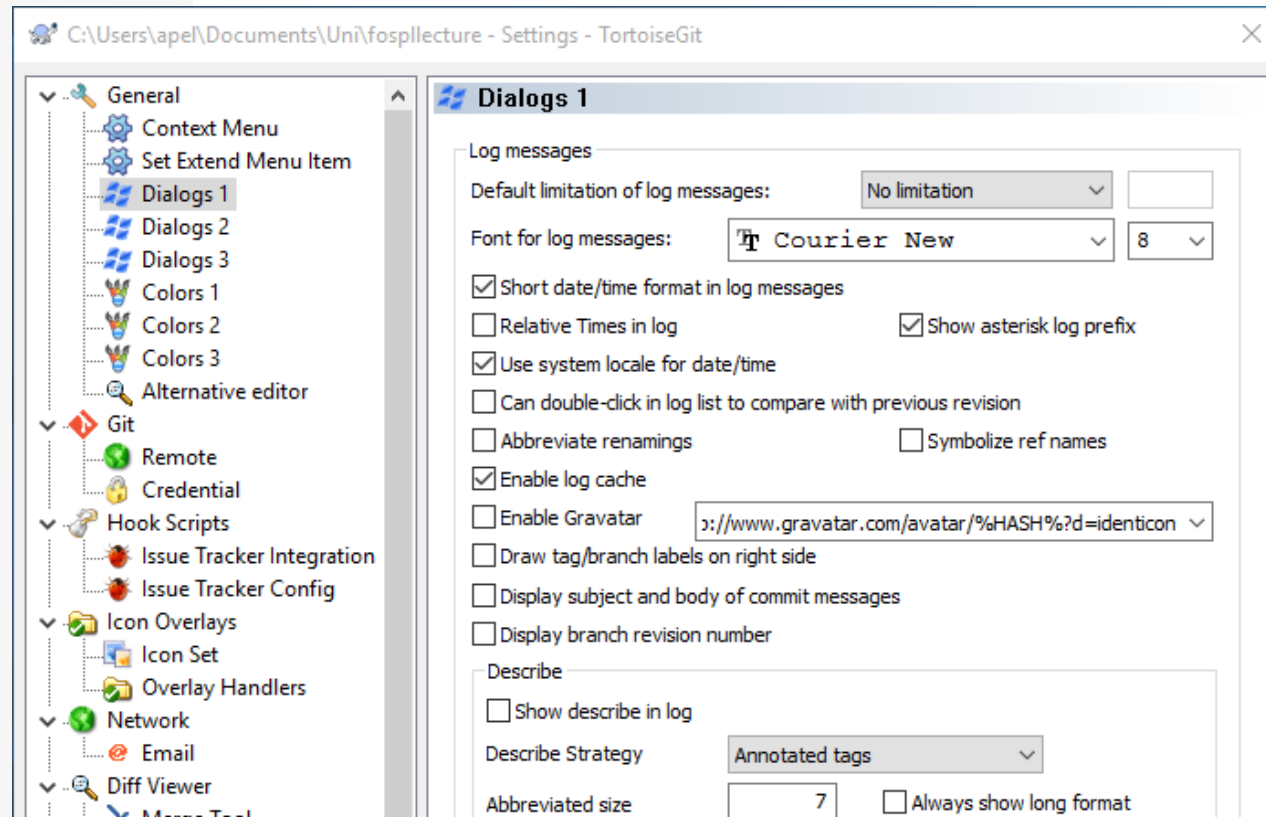 C:\Users\apel\Documents\Uni\fospllecture - Settings - TortoiseGit
General
Context Menu
Set Extend Menu Item
Dialogs 1
Dialogs 2
Dialogs 3
Colors 1
Colors 2
Colors 3
Alternative editor
Git
Remote
Credential
Hook Scripts
Issue Tracker Integration
Issue Tracker Config
Icon Overlays
Icon Set
Overlay Handlers
Network
Email
Diff Viewer
Merge Tool
Dialogs 1
Log messages
Default limitation of log messages: No limitation
Font for log messages: Courier New 8
Short date/time format in log messages
Relative Times in log Show asterisk log prefix
Use system locale for date/time
Can double-click in log list to compare with previous revision
Abbreviate renamings Symbolize ref names
Enable log cache
Enable Gravatar ://www.gravatar.com/avatar/%HASH%?d=identicon
Draw tag/branch labels on right side
Display subject and body of commit messages
Display branch revision number
Describe
Show describe in log
Describe Strategy Annotated tags
Abbreviated size 7 Always show long format